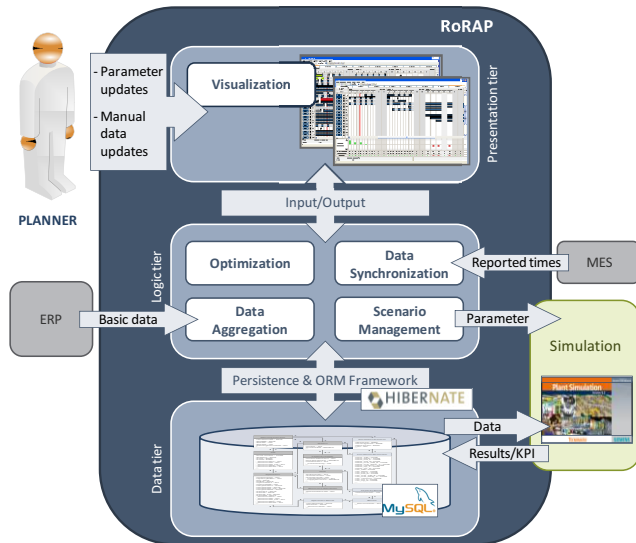 RoRAP
- Parameter
updates
- Manual
data
updates
Visualization
Presentation tier
PLANNER
Input/Output
Logic tier
Optimization
Data
Synchronization
Reported times
MES
ERP
Basic data
Data
Aggregation
Scenario
Management
Parameter
Simulation
Persistence & ORM Framework
HIBERNATE
Plant Simulation
Data tier
Data
Results/KPI
MySQL